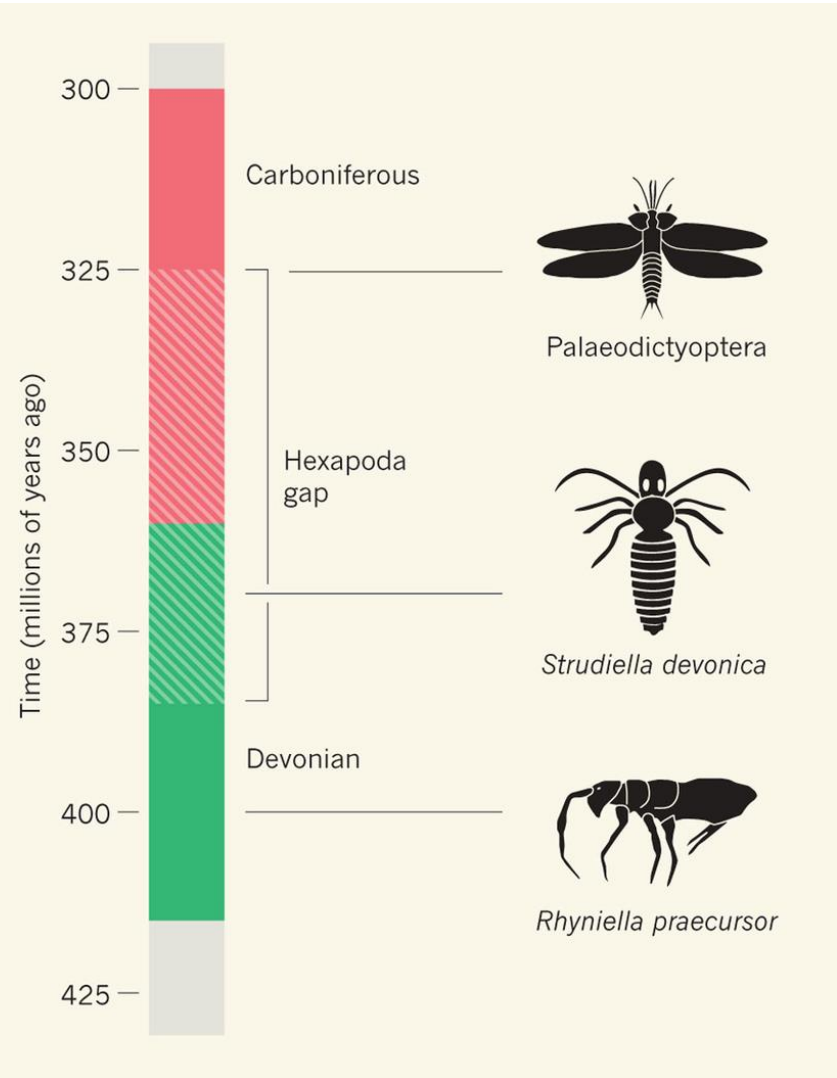 300
Carboniferous
325
Palaeodictyoptera
Time (millions of years ago)
350
Hexapoda
gap
375
Strudiella devonica
Devonian
400
Rhyniella praecursor
425